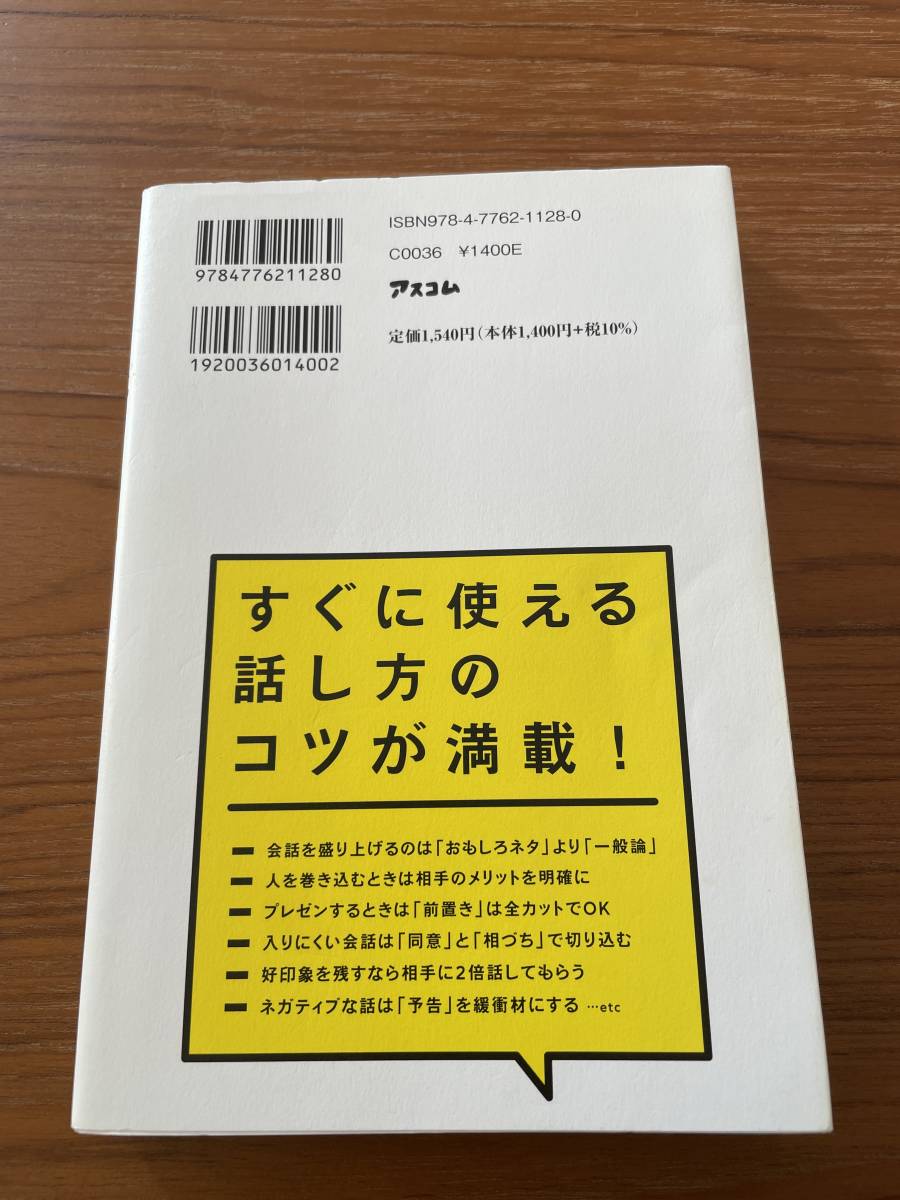 ISBN978-4-7762-1128-0
C0036 ¥1400E
アスコム
定価1,540円(本体1,400円+税10%)
9784776211280
1920036014002
すぐに使える
話し方の
コツが満載!
会話を盛り上げるのは「おもしろネタ」より「一般論」
人を巻き込むときは相手のメリットを明確に
プレゼンするときは「前置き」は全カットでOK
入りにくい会話は「同意」と「相づち」で切り込む
好印象を残すなら相手に2倍話してもらう
ネガティブな話は「予告」を緩衝材にする …etc